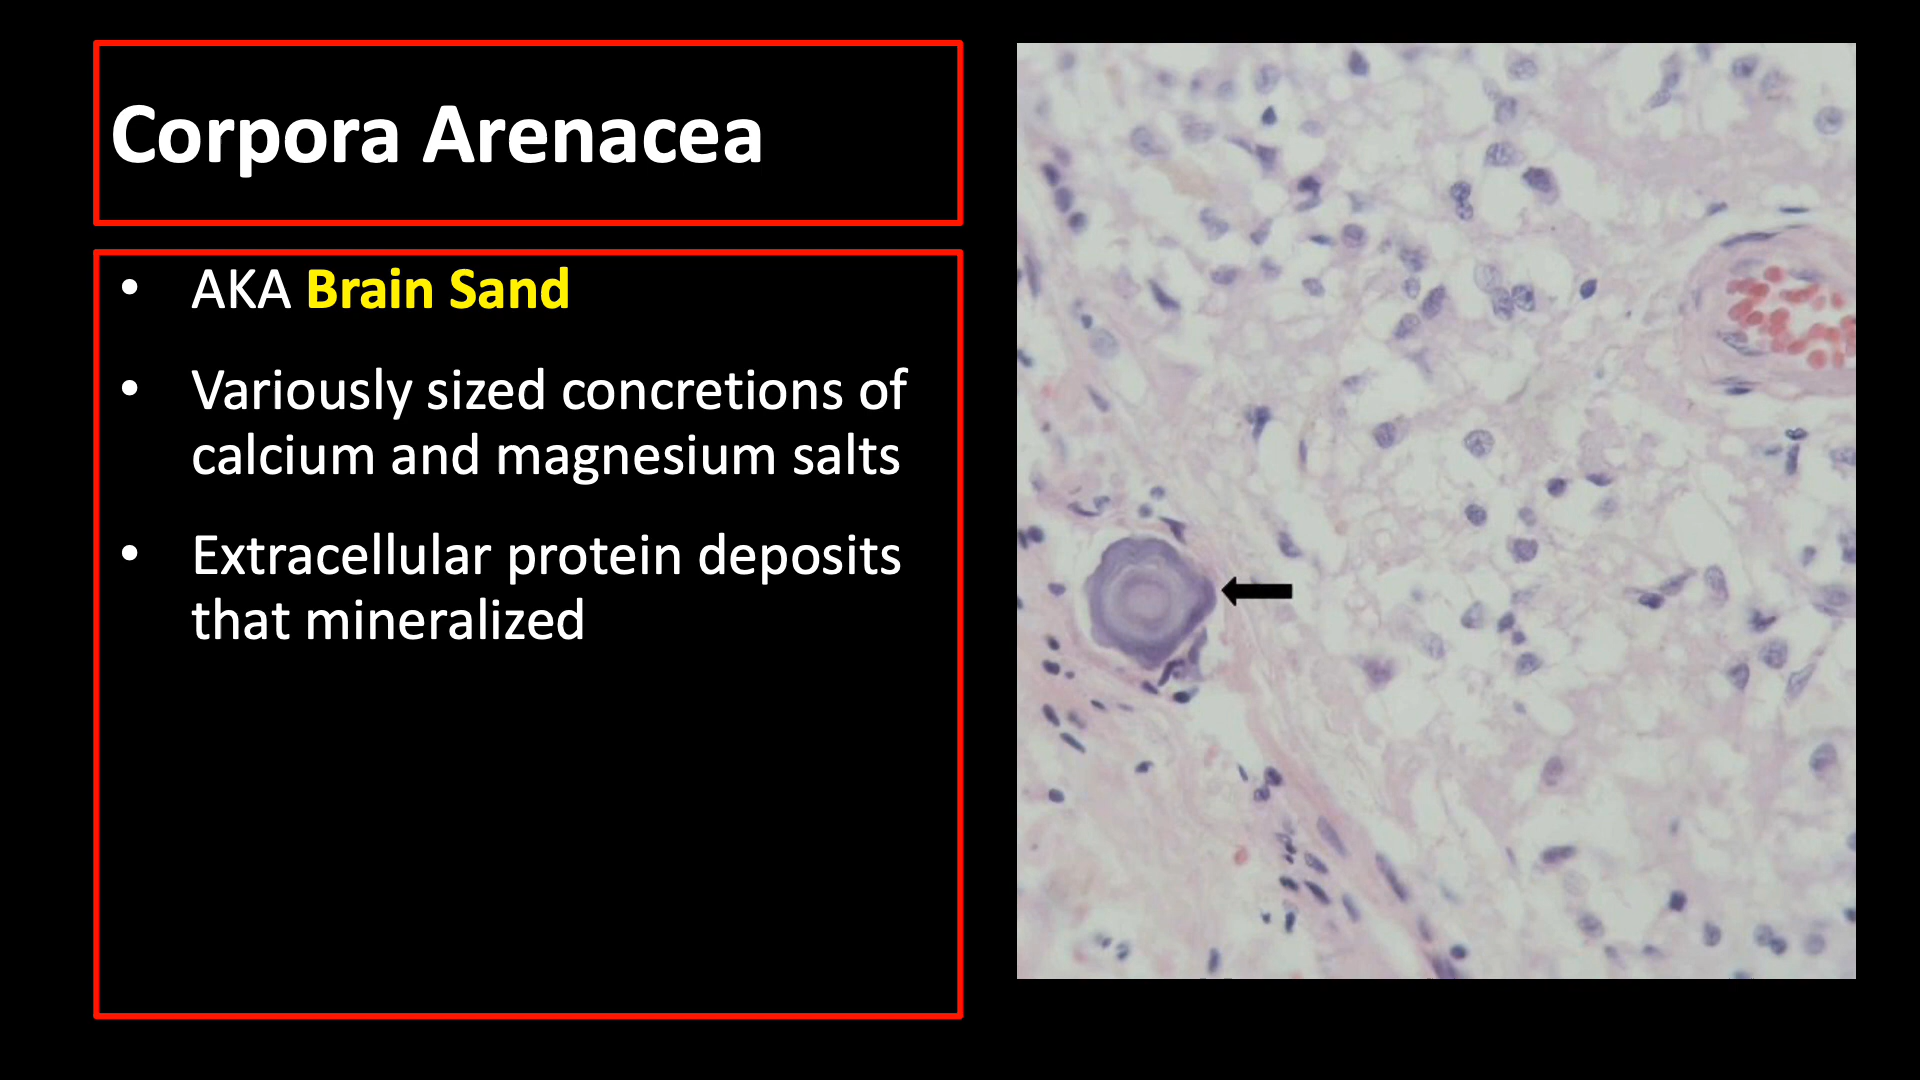 Corpora Arenacea
• AKA Brain Sand
• Variously sized concretions of
calcium and magnesium salts
• Extracellular protein deposits
that mineralized